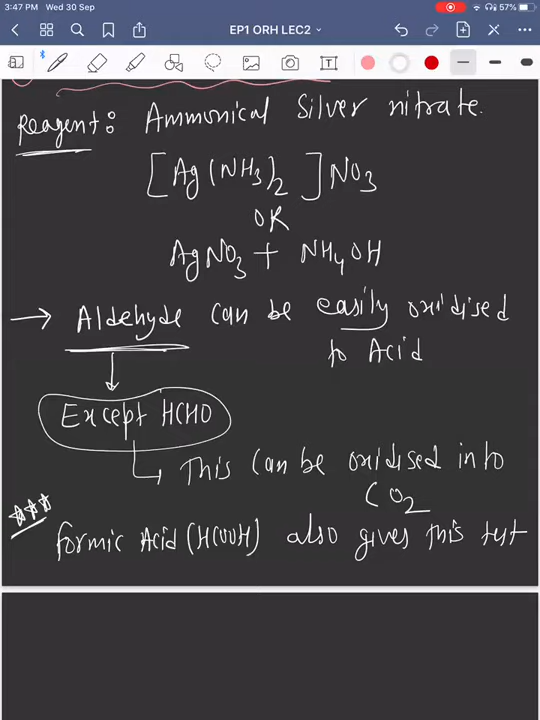 3:47 PM Wed 30 Sep
57%
EP1 ORH LEC2
T
Reagent: Ammonical Silver nitrate.
[Ag(NH3)2]NO3
OR
AgNO3 + NH4OH
→ Aldehyde can be easily oxidised
to Acid
Except HCHO
↳ This can be oxidised into
CO2
☆☆☆
formic Acid (HCOOH) also gives this test